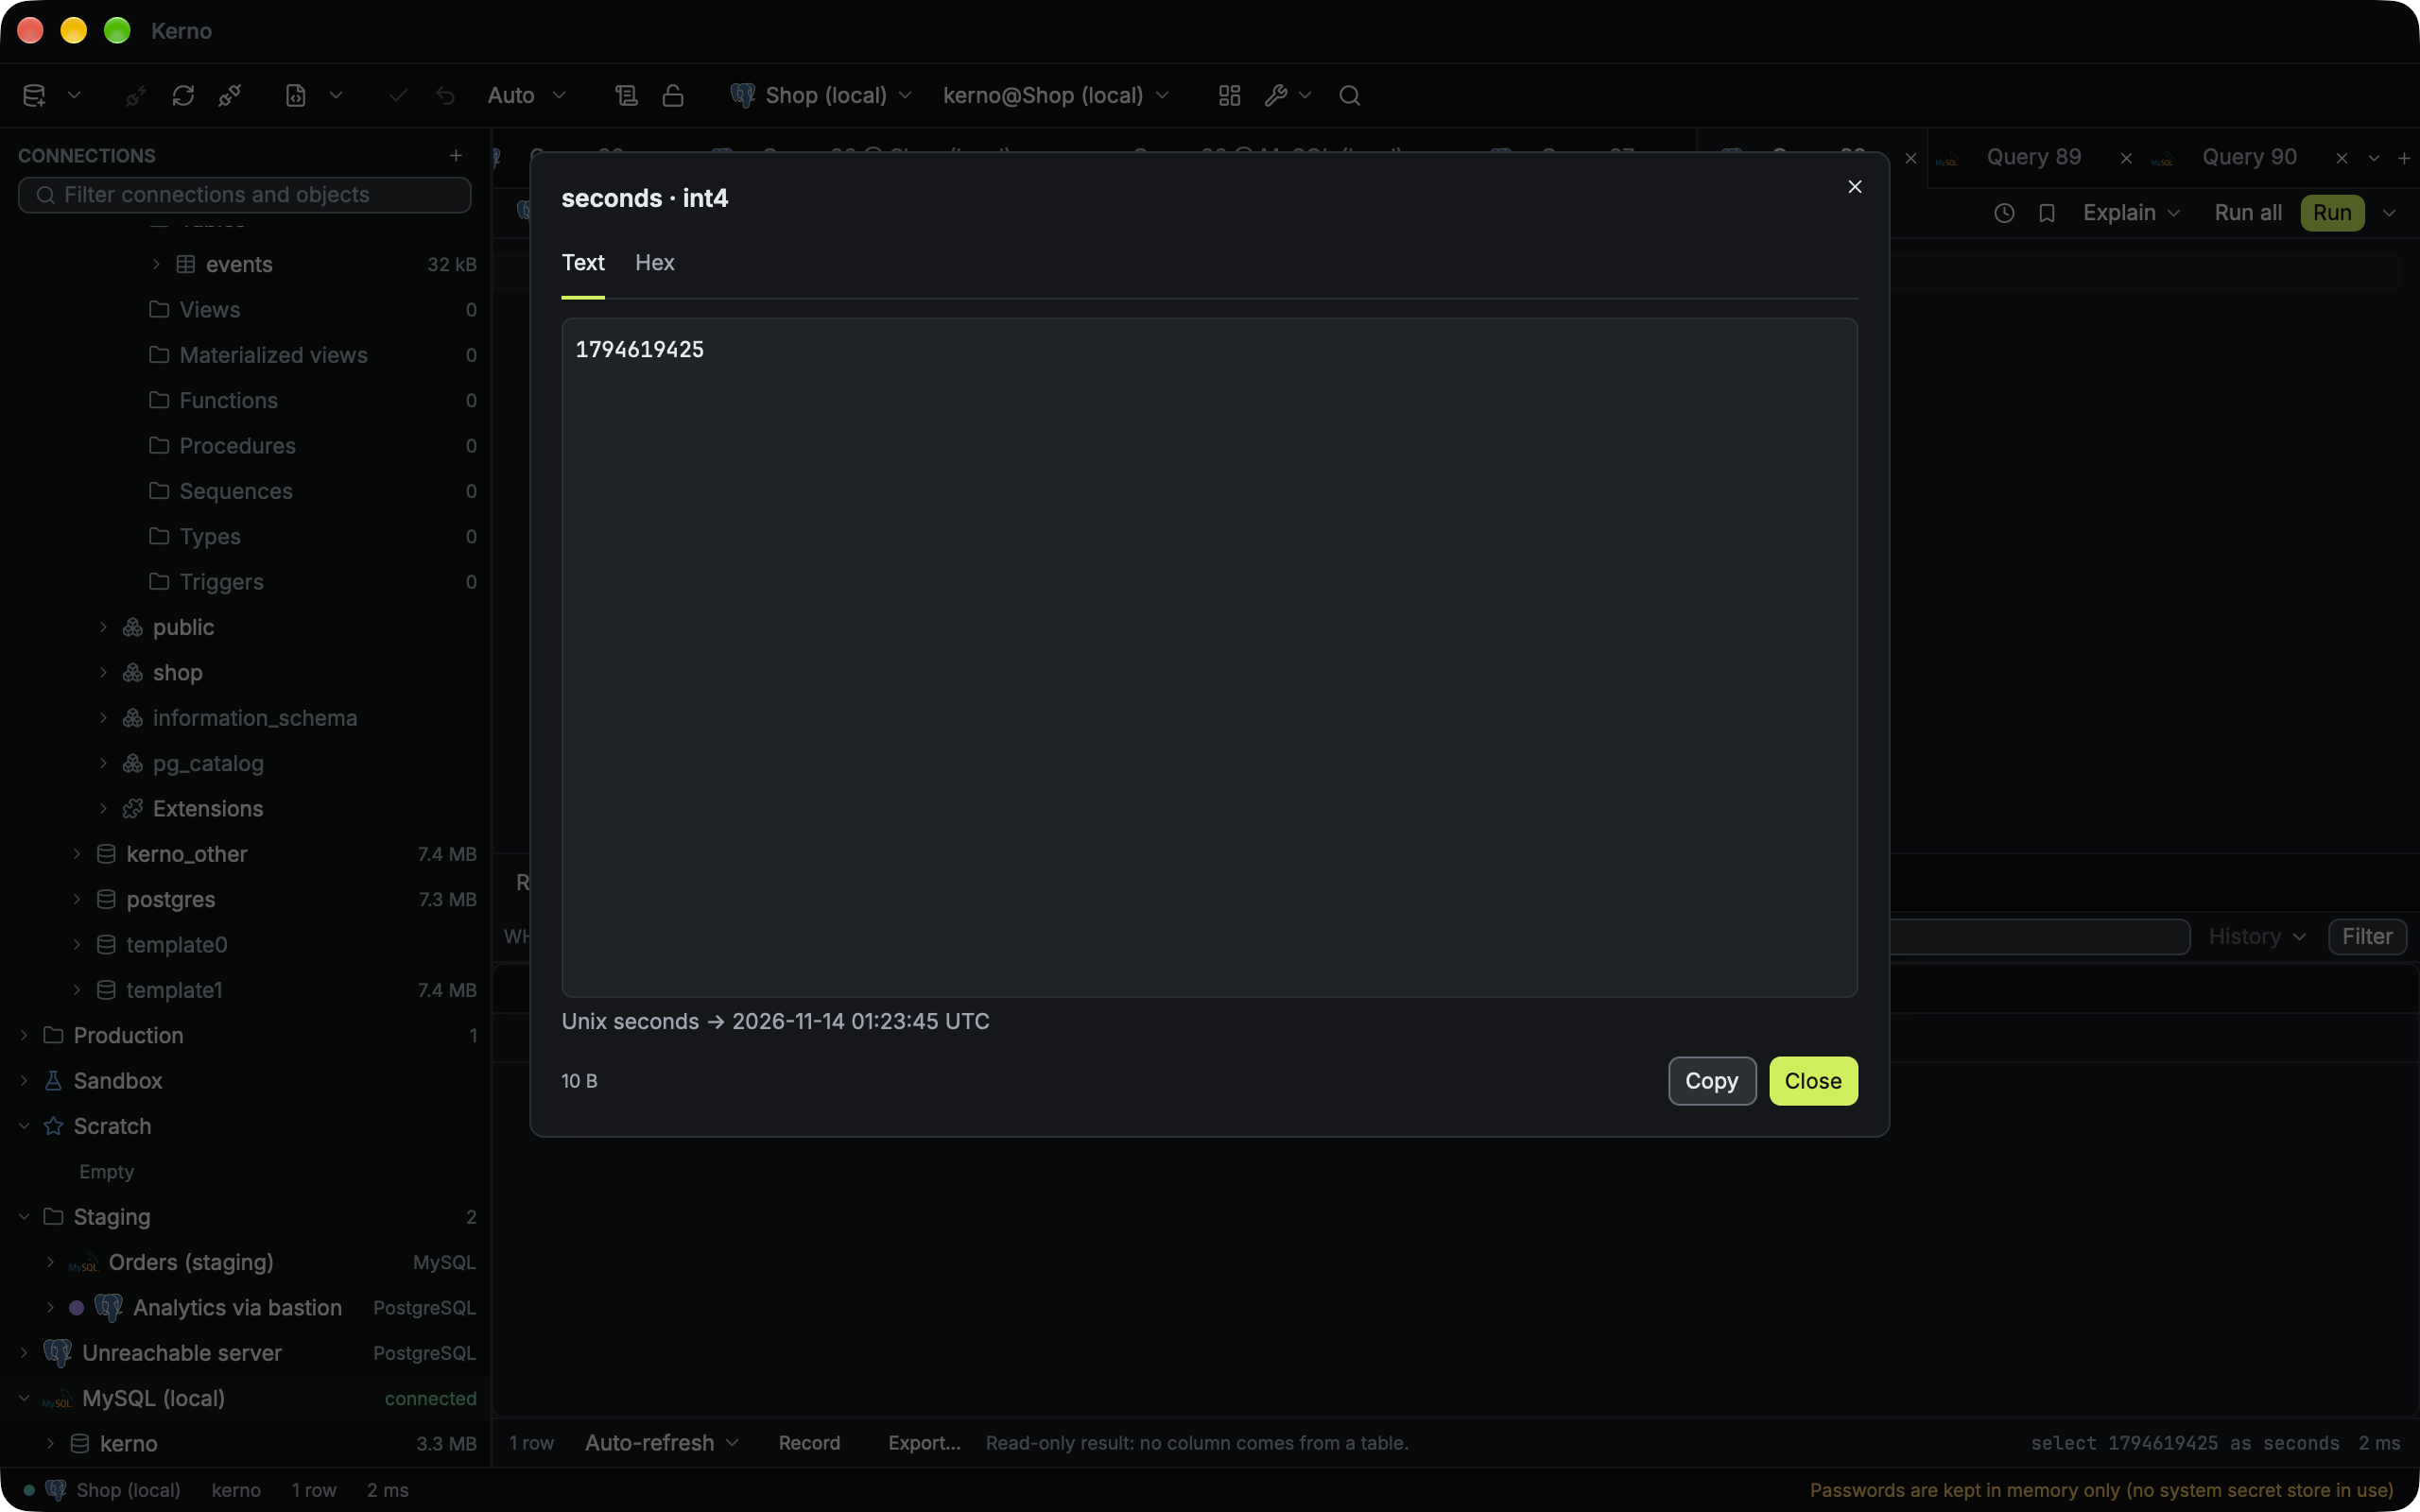 Kerno
Auto
Shop (local)
kerno@Shop (local)
CONNECTIONS
Filter connections and objects
events 32 kB
Views 0
Materialized views 0
Functions 0
Procedures 0
Sequences 0
Types 0
Triggers 0
public
shop
information_schema
pg_catalog
Extensions
kerno_other 7.4 MB
postgres 7.3 MB
template0
template1 7.4 MB
Production 1
Sandbox
Scratch
Empty
Staging 2
Orders (staging) MySQL
Analytics via bastion PostgreSQL
Unreachable server PostgreSQL
MySQL (local) connected
kerno 3.3 MB
Query 89
Query 90
Explain
Run all
Run
seconds · int4
Text Hex
1794619425
Unix seconds → 2026-11-14 01:23:45 UTC
10 B
Copy
Close
History
Filter
1 row Auto-refresh Record Export... Read-only result: no column comes from a table. select 1794619425 as seconds 2 ms
Shop (local) kerno 1 row 2 ms Passwords are kept in memory only (no system secret store in use)